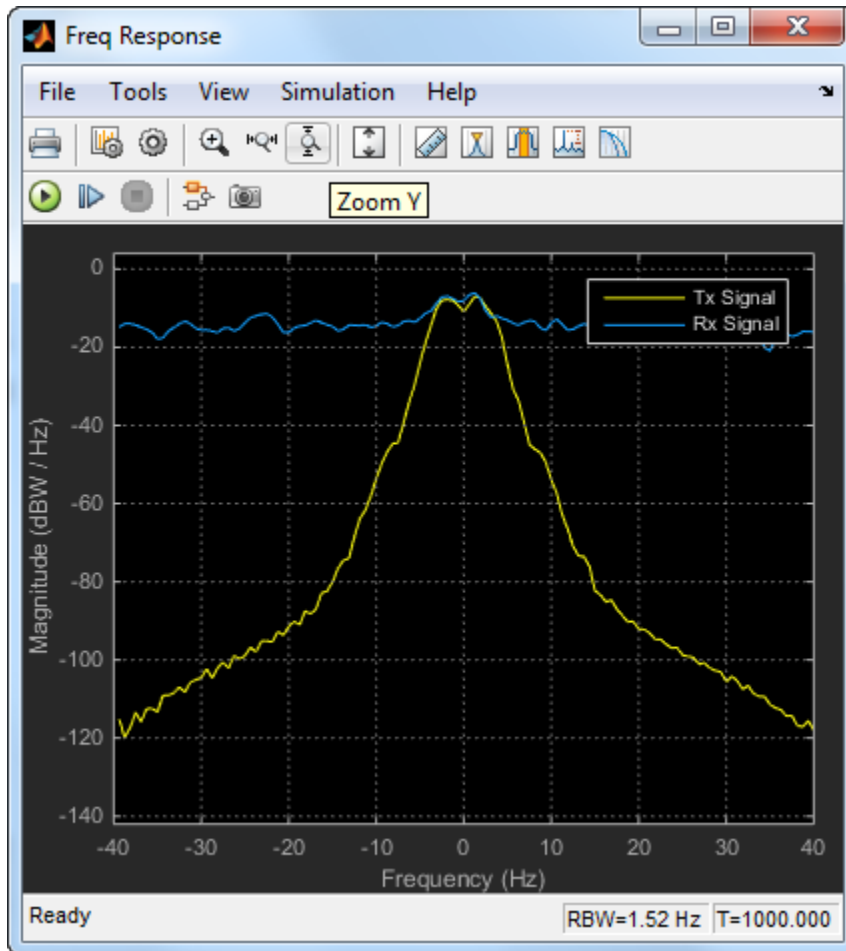 Freq Response
File Tools View Simulation Help
Zoom Y
Tx Signal
Rx Signal
Magnitude (dBW / Hz)
0
-20
-40
-60
-80
-100
-120
-140
-40 -30 -20 -10 0 10 20 30 40
Frequency (Hz)
Ready RBW=1.52 Hz T=1000.000